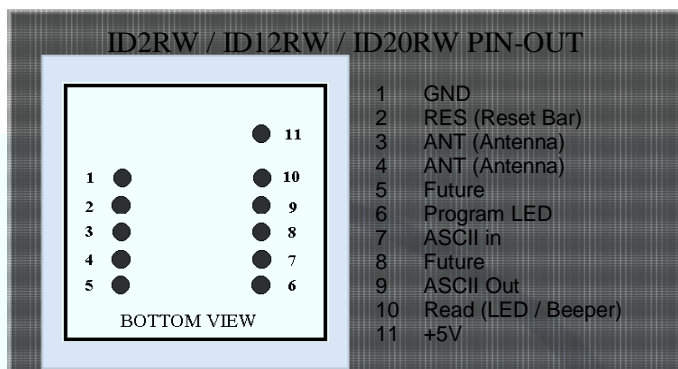 ID2RW / ID12RW / ID20RW PIN-OUT
11
1 10
2 9
3 8
4 7
5 6
BOTTOM VIEW
1 GND
2 RES (Reset Bar)
3 ANT (Antenna)
4 ANT (Antenna)
5 Future
6 Program LED
7 ASCII in
8 Future
9 ASCII Out
10 Read (LED / Beeper)
11 +5V